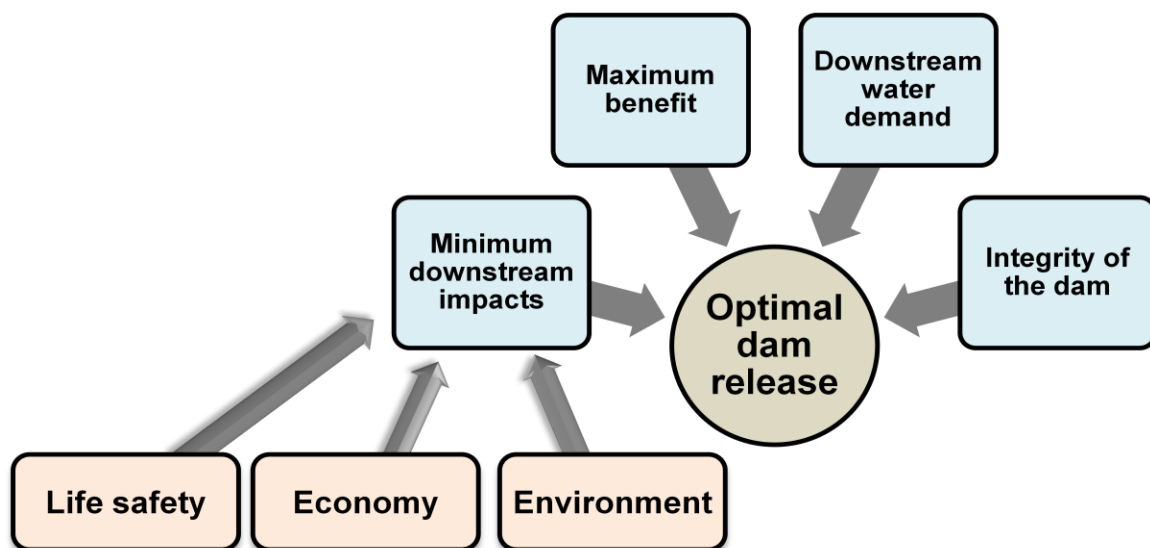 Maximum
benefit
Downstream
water
demand
Minimum
downstream
impacts
Integrity of
the dam
Optimal
dam
release
Life safety
Economy
Environment